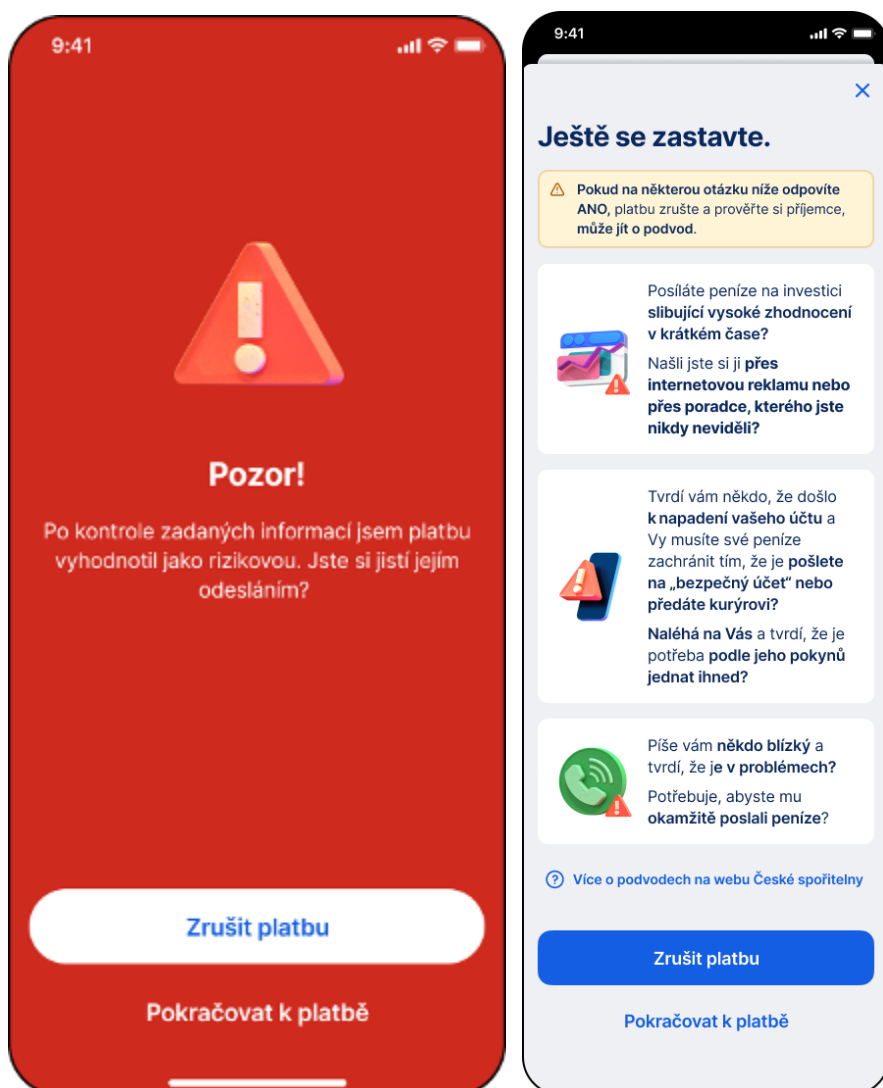 9:41
Pozor!
Po kontrole zadaných informací jsem platbu
vyhodnotil jako rizikovou. Jste si jistí jejím
odesláním?
Zrušit platbu
Pokračovat k platbě
9:41
Ještě se zastavte.
Pokud na některou otázku níže odpovíte
ANO, platbu zrušte a prověřte si příjemce,
může jít o podvod.
Posíláte peníze na investici
slibující vysoké zhodnocení
v krátkém čase?
Našli jste si ji přes
internetovou reklamu nebo
přes poradce, kterého jste
nikdy neviděli?
Tvrdí vám někdo, že došlo
k napadení vašeho účtu a
Vy musíte své peníze
zachránit tím, že je pošlete
na „bezpečný účet“ nebo
předáte kurýrovi?
Naléhá na Vás a tvrdí, že je
potřeba podle jeho pokynů
jednat ihned?
Píše vám někdo blízký a
tvrdí, že je v problémech?
Potřebuje, abyste mu
okamžitě poslali peníze?
Více o podvodech na webu České spořitelny
Zrušit platbu
Pokračovat k platbě